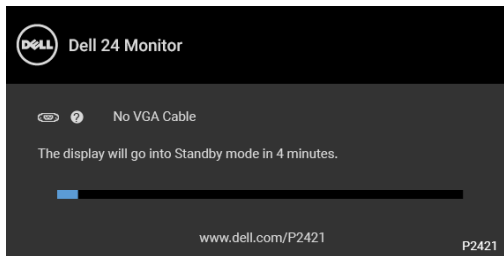 DELL
Dell 24 Monitor
? No VGA Cable
The display will go into Standby mode in 4 minutes.
www.dell.com/P2421
P2421